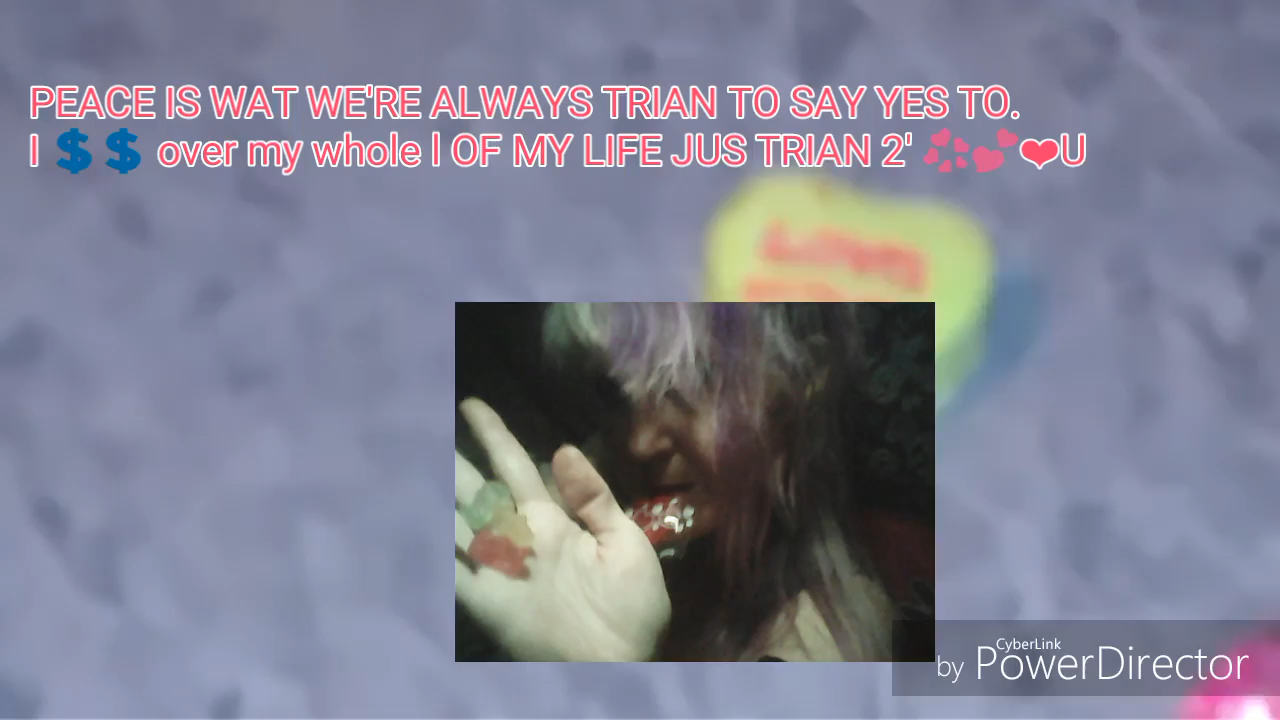 PEACE IS WAT WE'RE ALWAYS TRIAN TO SAY YES TO.
I 💲💲 over my whole l OF MY LIFE JUS TRIAN 2' 💞💕❤U
CyberLink
by PowerDirector